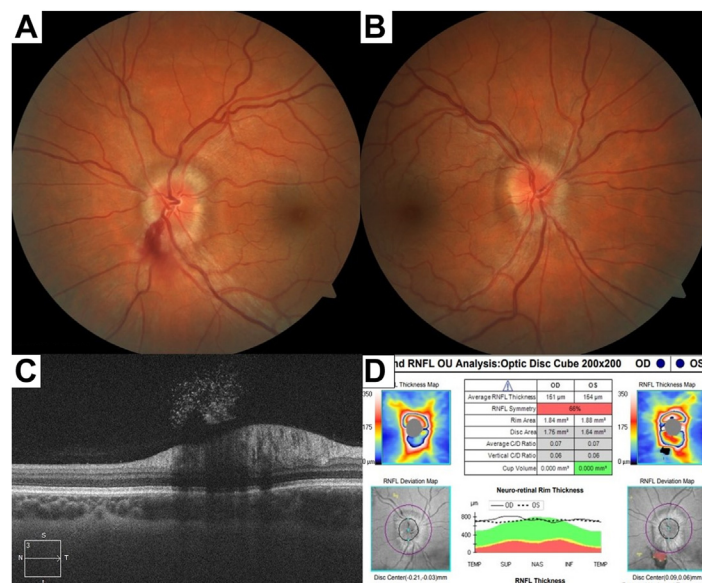 A
B
C
D
nd RNFL OU Analysis:Optic Disc Cube 200x200
OD
OS
RNFL Thickness Map
350
0 µm
OD OS
Average RNFL Thickness 151 µm 154 µm
RNFL Symmetry 66%
Rim Area 1.84 mm² 1.88 mm²
Disc Area 1.75 mm² 1.64 mm²
Average C/D Ratio 0.07 0.07
Vertical C/D Ratio 0.06 0.06
Cup Volume 0.000 mm³ 0.000 mm³
RNFL Thickness Map
350
0 µm
RNFL Deviation Map
Neuro-retinal Rim Thickness
µm
OD OS
800
400
0
TEMP SUP NAS INF TEMP
RNFL Deviation Map
Disc Center(-0.21,-0.03)mm
RNFL Thickness
Disc Center(0.09,0.06)mm
S
3
N T